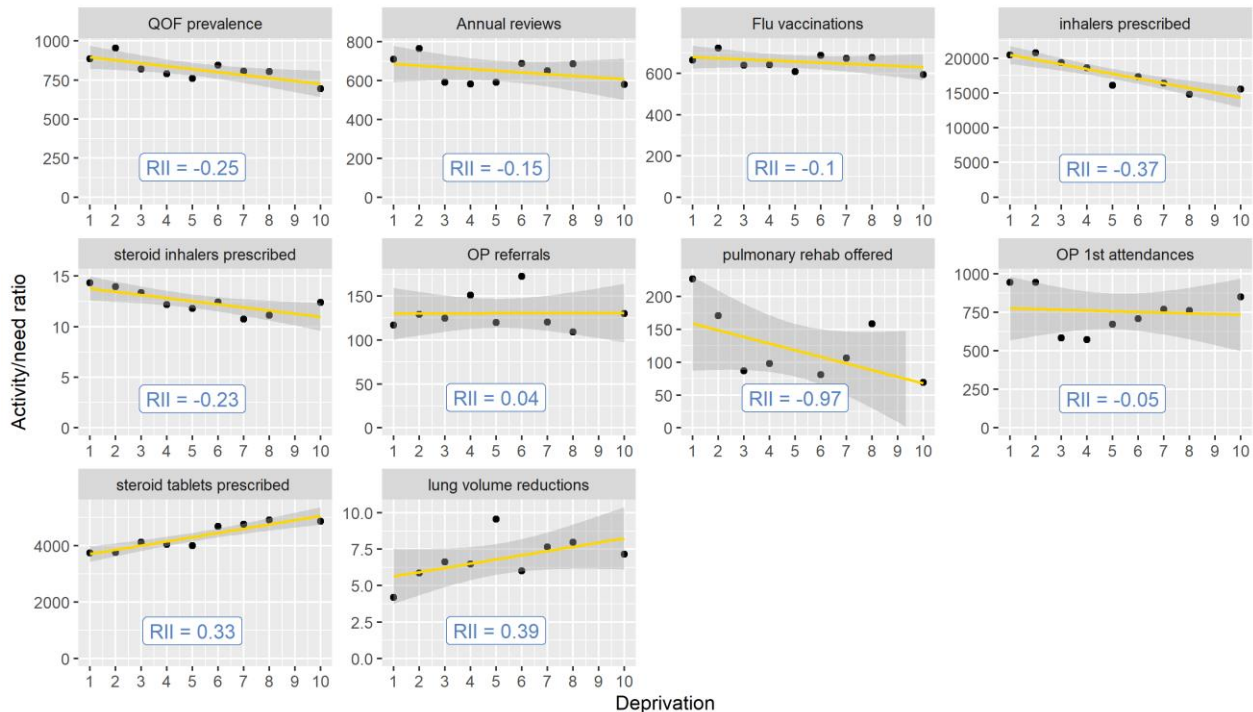 QOF prevalence
Annual reviews
Flu vaccinations
inhalers prescribed
1000
750
500
250
0
RII = -0.25
1 2 3 4 5 6 7 8 9 10
800
600
400
200
0
RII = -0.15
1 2 3 4 5 6 7 8 9 10
600
400
200
0
RII = -0.1
1 2 3 4 5 6 7 8 9 10
20000
15000
10000
5000
0
RII = -0.37
1 2 3 4 5 6 7 8 9 10
steroid inhalers prescribed
OP referrals
pulmonary rehab offered
OP 1st attendances
15
10
5
0
RII = -0.23
1 2 3 4 5 6 7 8 9 10
150
100
50
0
RII = 0.04
1 2 3 4 5 6 7 8 9 10
200
150
100
50
0
RII = -0.97
1 2 3 4 5 6 7 8 9 10
1000
750
500
250
0
RII = -0.05
1 2 3 4 5 6 7 8 9 10
steroid tablets prescribed
lung volume reductions
4000
2000
0
RII = 0.33
1 2 3 4 5 6 7 8 9 10
10.0
7.5
5.0
2.5
0.0
RII = 0.39
1 2 3 4 5 6 7 8 9 10
Activity/need ratio
Deprivation